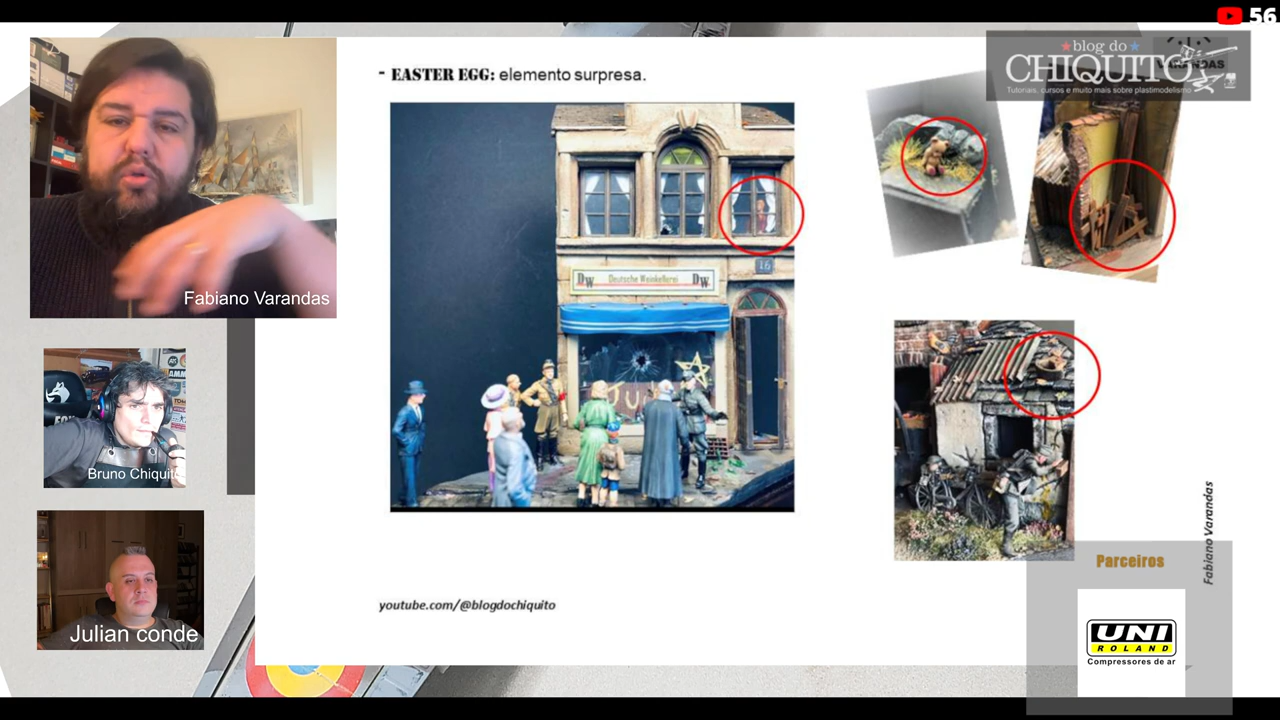 56
blog do
CHIQUITO
VARANDAS
Tutoriais, cursos e muito mais sobre plastimodelismo
- EASTER EGG: elemento surpresa.
Fabiano Varandas
16
DW Deutsche Weinkellerei DW
Bruno Chiquito
Julian conde
youtube.com/@blogdochiquito
Fabiano Varandas
Parceiros
UNI
ROLAND
Compressores de ar